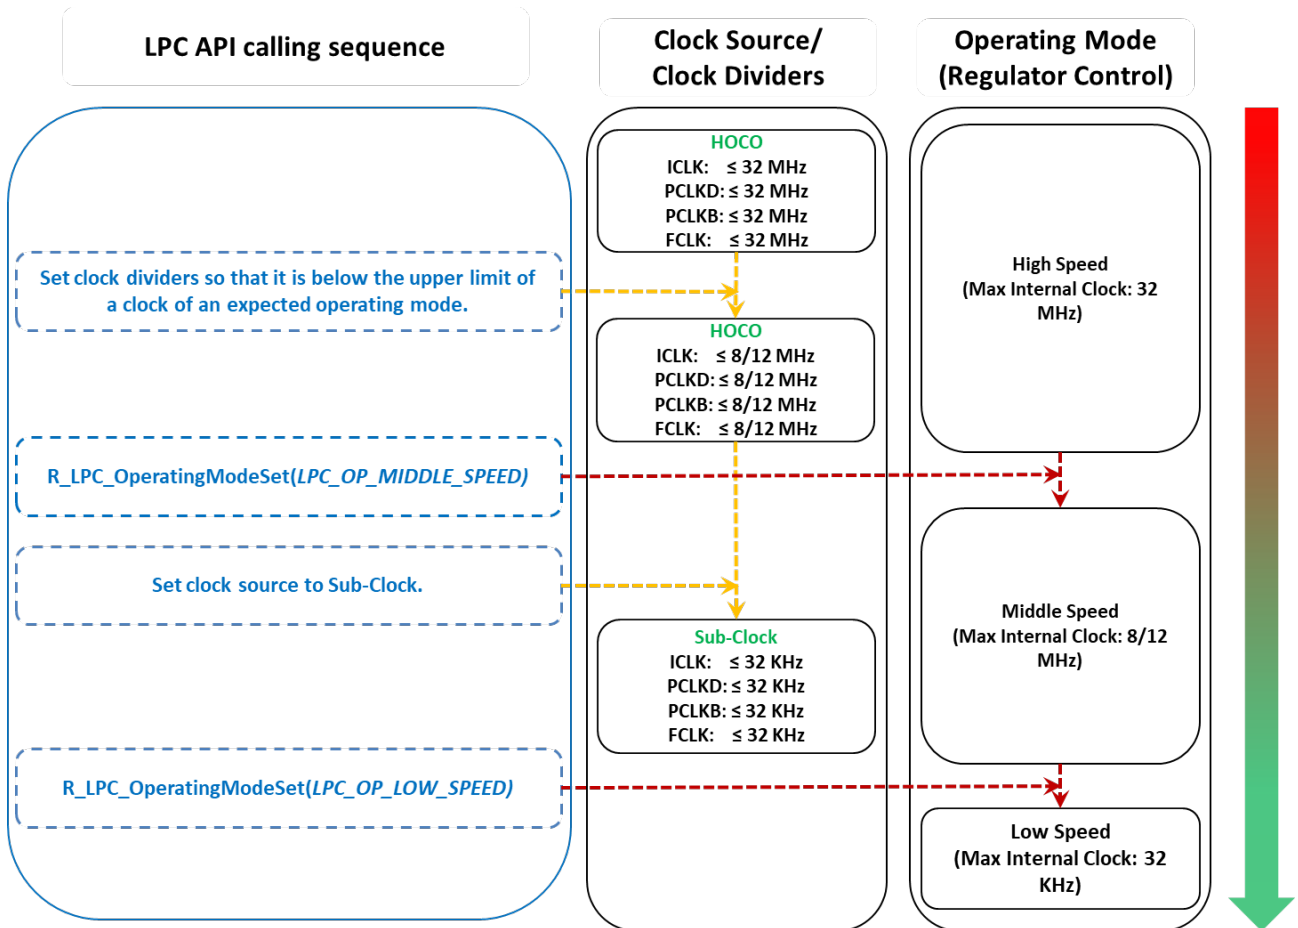 LPC API calling sequence
Clock Source/
Clock Dividers
Operating Mode
(Regulator Control)
HOCO
ICLK: ≤ 32 MHz
PCLKD: ≤ 32 MHz
PCLKB: ≤ 32 MHz
FCLK: ≤ 32 MHz
Set clock dividers so that it is below the upper limit of
a clock of an expected operating mode.
High Speed
(Max Internal Clock: 32
MHz)
HOCO
ICLK: ≤ 8/12 MHz
PCLKD: ≤ 8/12 MHz
PCLKB: ≤ 8/12 MHz
FCLK: ≤ 8/12 MHz
R_LPC_OperatingModeSet(LPC_OP_MIDDLE_SPEED)
Set clock source to Sub-Clock.
Middle Speed
(Max Internal Clock: 8/12
MHz)
Sub-Clock
ICLK: ≤ 32 KHz
PCLKD: ≤ 32 KHz
PCLKB: ≤ 32 KHz
FCLK: ≤ 32 KHz
R_LPC_OperatingModeSet(LPC_OP_LOW_SPEED)
Low Speed
(Max Internal Clock: 32
KHz)